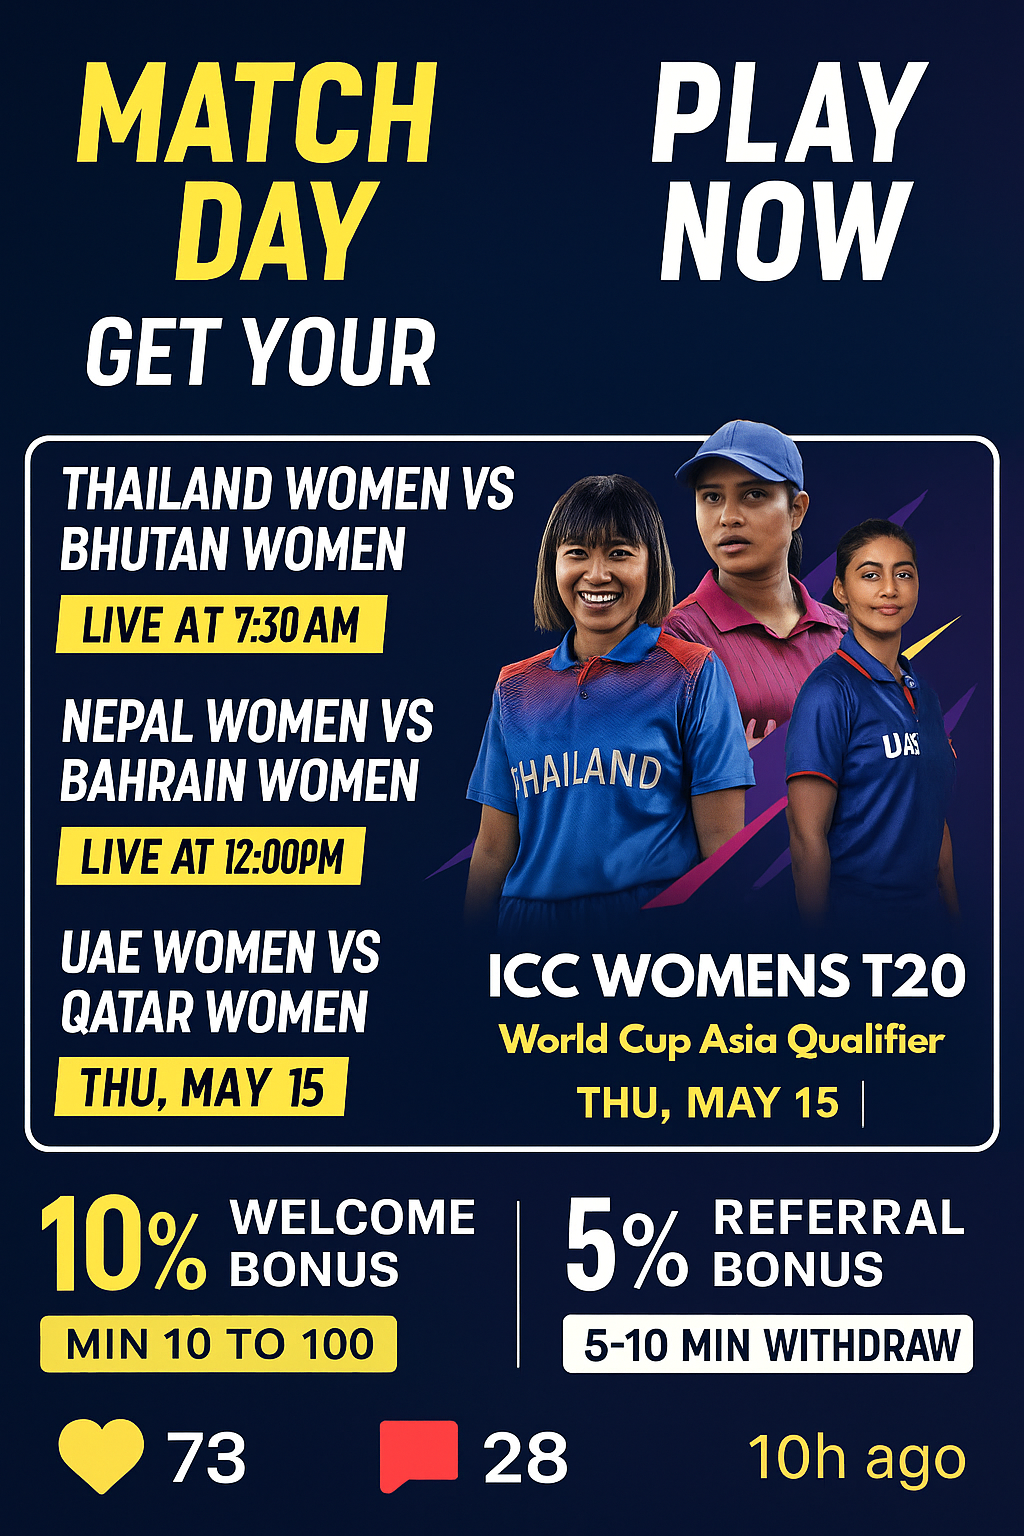 MATCH
DAY
PLAY
NOW
GET YOUR
THAILAND WOMEN VS
BHUTAN WOMEN
LIVE AT 7:30 AM
NEPAL WOMEN VS
BAHRAIN WOMEN
LIVE AT 12:00PM
UAE WOMEN VS
QATAR WOMEN
THU, MAY 15
THAILAND
UAS
ICC WOMENS T20
World Cup Asia Qualifier
THU, MAY 15
10% WELCOME
BONUS
MIN 10 TO 100
5% REFERRAL
BONUS
5-10 MIN WITHDRAW
73
28
10h ago